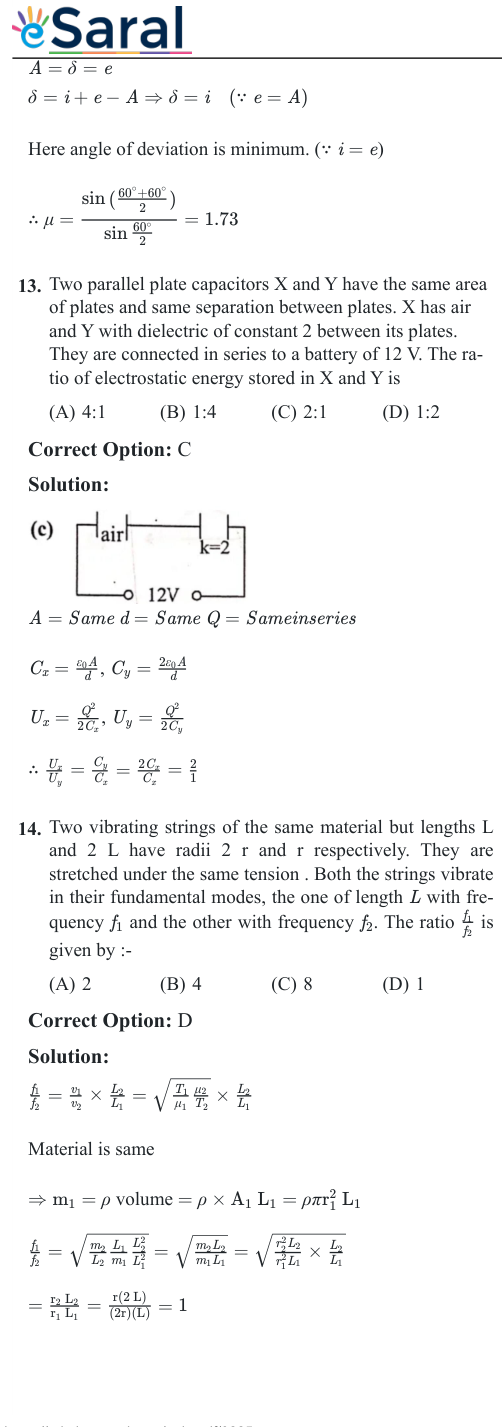 eSaral
A = δ = e
δ = i + e − A ⇒ δ = i (∵ e = A)
Here angle of deviation is minimum. (∵ i = e)
∴ μ = sin((60°+60°)/2) / sin(60°/2) = 1.73
13. Two parallel plate capacitors X and Y have the same area
of plates and same separation between plates. X has air
and Y with dielectric of constant 2 between its plates.
They are connected in series to a battery of 12 V. The ra-
tio of electrostatic energy stored in X and Y is
(A) 4:1 (B) 1:4 (C) 2:1 (D) 1:2
Correct Option: C
Solution:
(c) air k=2
12V
A = Same d = Same Q = Sameinseries
Cₓ = ε₀A/d, C_y = 2ε₀A/d
Uₓ = Q²/2Cₓ, U_y = Q²/2C_y
∴ Uₓ/U_y = C_y/Cₓ = 2Cₓ/Cₓ = 2/1
14. Two vibrating strings of the same material but lengths L
and 2 L have radii 2 r and r respectively. They are
stretched under the same tension . Both the strings vibrate
in their fundamental modes, the one of length L with fre-
quency f₁ and the other with frequency f₂. The ratio f₁/f₂ is
given by :-
(A) 2 (B) 4 (C) 8 (D) 1
Correct Option: D
Solution:
f₁/f₂ = v₁/v₂ × L₂/L₁ = √(T₁/μ₁ μ₂/T₂) × L₂/L₁
Material is same
⇒ m₁ = ρ volume = ρ × A₁ L₁ = ρπr₁² L₁
f₁/f₂ = √(m₂/L₂ L₁/m₁ L₂²/L₁²) = √(m₂L₂/m₁L₁) = √(r₂²L₂/r₁²L₁ × L₂/L₁)
= r₂ L₂/r₁ L₁ = r(2 L)/(2r)(L) = 1